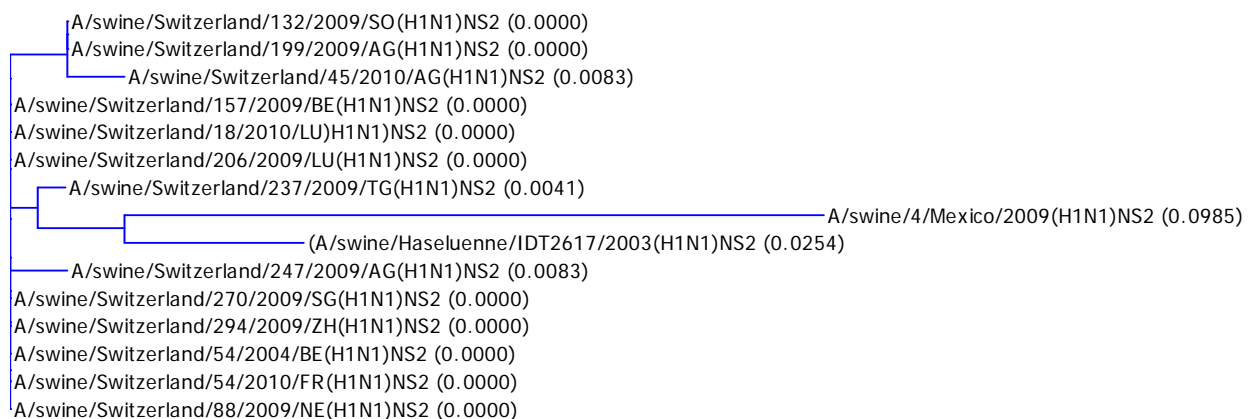 A/swine/Switzerland/132/2009/SO(H1N1)NS2 (0.0000)
A/swine/Switzerland/199/2009/AG(H1N1)NS2 (0.0000)
A/swine/Switzerland/45/2010/AG(H1N1)NS2 (0.0083)
A/swine/Switzerland/157/2009/BE(H1N1)NS2 (0.0000)
A/swine/Switzerland/18/2010/LU)H1N1)NS2 (0.0000)
A/swine/Switzerland/206/2009/LU(H1N1)NS2 (0.0000)
A/swine/Switzerland/237/2009/TG(H1N1)NS2 (0.0041)
A/swine/4/Mexico/2009(H1N1)NS2 (0.0985)
(A/swine/Haseluenne/IDT2617/2003(H1N1)NS2 (0.0254)
A/swine/Switzerland/247/2009/AG(H1N1)NS2 (0.0083)
A/swine/Switzerland/270/2009/SG(H1N1)NS2 (0.0000)
A/swine/Switzerland/294/2009/ZH(H1N1)NS2 (0.0000)
A/swine/Switzerland/54/2004/BE(H1N1)NS2 (0.0000)
A/swine/Switzerland/54/2010/FR(H1N1)NS2 (0.0000)
A/swine/Switzerland/88/2009/NE(H1N1)NS2 (0.0000)